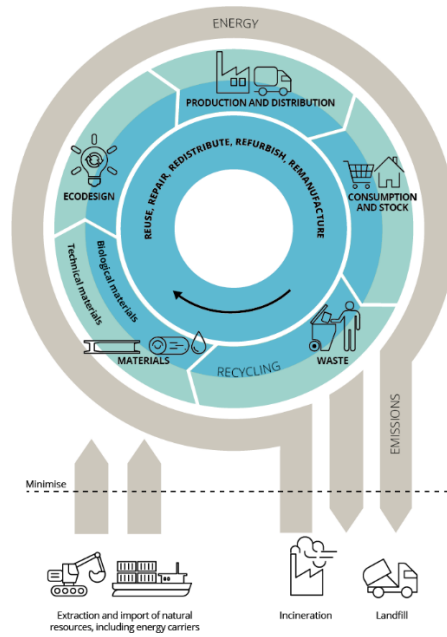 ENERGY
PRODUCTION AND DISTRIBUTION
REUSE, REPAIR, REDISTRIBUTE, REFURBISH, REMANUFACTURE
ECODESIGN
CONSUMPTION
AND STOCK
Technical materials
Biological materials
MATERIALS
RECYCLING
WASTE
EMISSIONS
Minimise
Extraction and import of natural
resources, including energy carriers
Incineration
Landfill